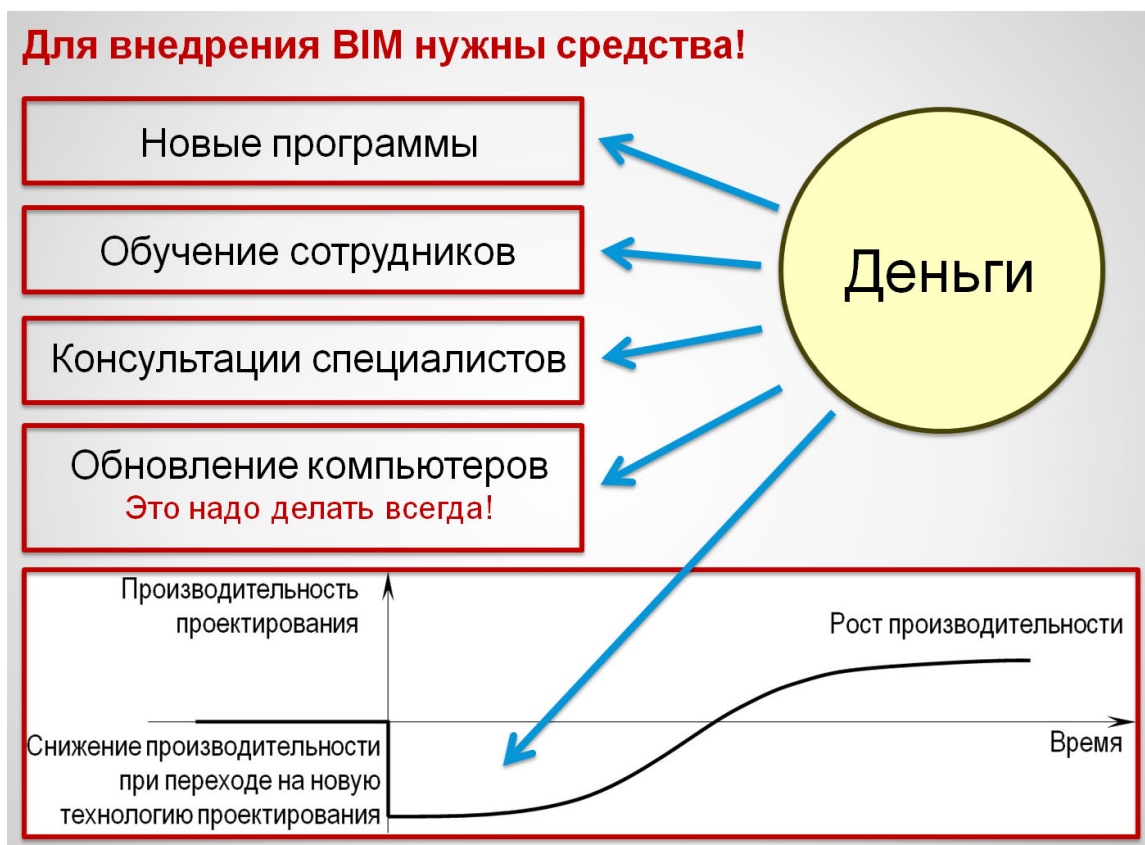 Для внедрения BIM нужны средства!
Новые программы
Обучение сотрудников
Консультации специалистов
Обновление компьютеров
Это надо делать всегда!
Деньги
Производительность
проектирования
Рост производительности
Время
Снижение производительности
при переходе на новую
технологию проектирования